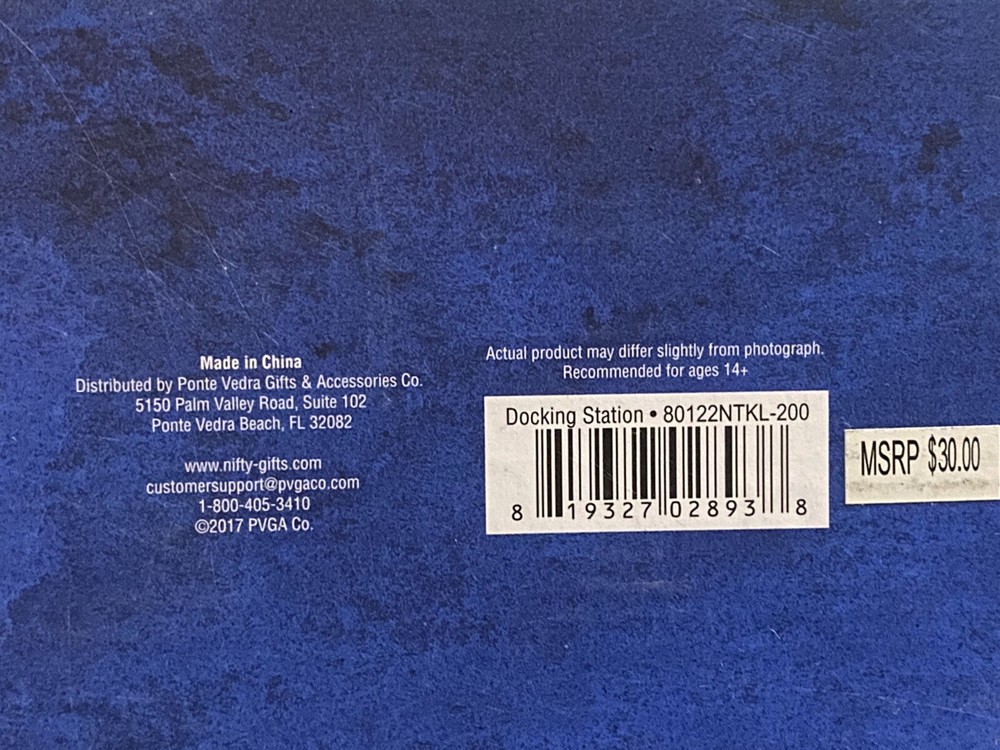 Made in China
Distributed by Ponte Vedra Gifts & Accessories Co.
5150 Palm Valley Road, Suite 102
Ponte Vedra Beach, FL 32082
www.nifty-gifts.com
customersupport@pvgaco.com
1-800-405-3410
©2017 PVGA Co.
Actual product may differ slightly from photograph.
Recommended for ages 14+
Docking Station • 80122NTKL-200
8 19327 02893 8
MSRP $30.00